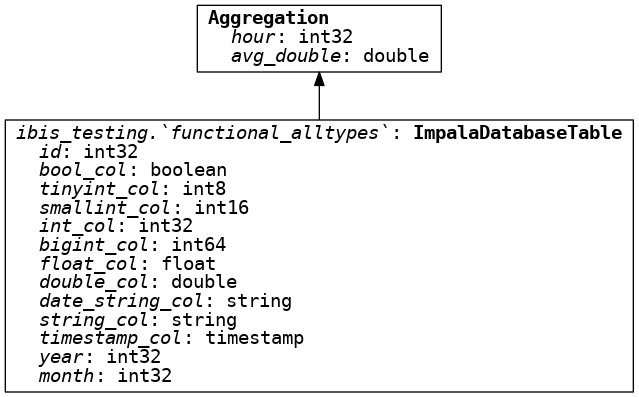 Aggregation
hour: int32
avg_double: double
ibis_testing.`functional_alltypes`: ImpalaDatabaseTable
id: int32
bool_col: boolean
tinyint_col: int8
smallint_col: int16
int_col: int32
bigint_col: int64
float_col: float
double_col: double
date_string_col: string
string_col: string
timestamp_col: timestamp
year: int32
month: int32